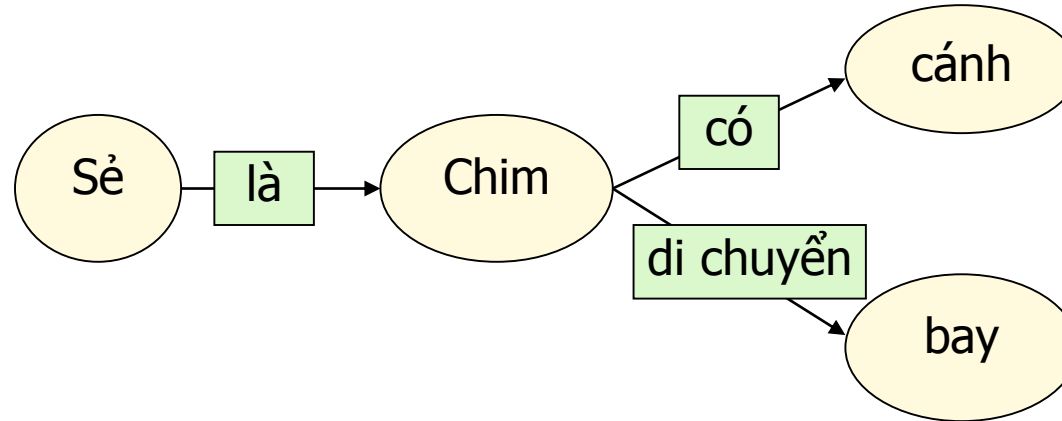 Sẻ
là
Chim
có
cánh
di chuyển
bay